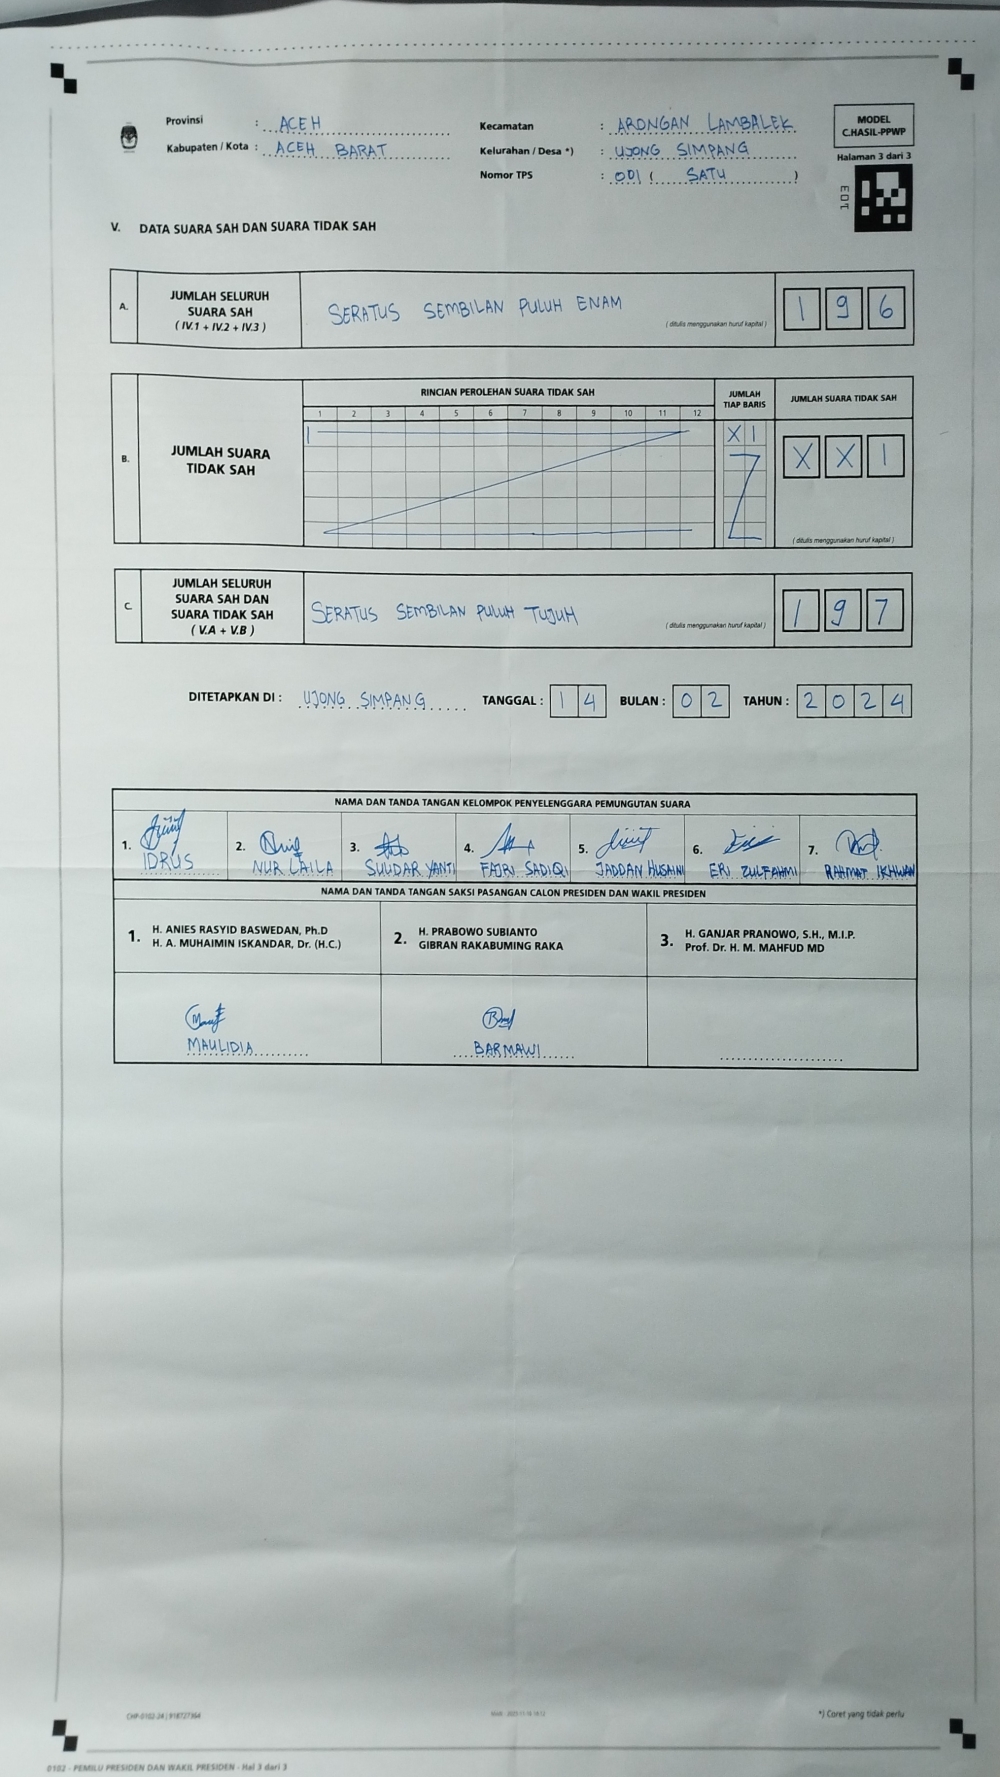 Provinsi : ACEH
Kabupaten / Kota : ACEH BARAT
Kecamatan : ARONGAN LAMBALEK
Kelurahan / Desa *) : UJONG SIMPANG
Nomor TPS : 001 ( SATU )
MODEL
C.HASIL-PPWP
Halaman 3 dari 3
103
V. DATA SUARA SAH DAN SUARA TIDAK SAH
A.
JUMLAH SELURUH
SUARA SAH
( IV.1 + IV.2 + IV.3 )
SERATUS SEMBILAN PULUH ENAM
( ditulis menggunakan huruf kapital )
1 9 6
B.
JUMLAH SUARA
TIDAK SAH
RINCIAN PEROLEHAN SUARA TIDAK SAH
1 2 3 4 5 6 7 8 9 10 11 12
JUMLAH
TIAP BARIS
X 1
JUMLAH SUARA TIDAK SAH
X X 1
( ditulis menggunakan huruf kapital )
C.
JUMLAH SELURUH
SUARA SAH DAN
SUARA TIDAK SAH
( V.A + V.B )
SERATUS SEMBILAN PULUH TUJUH
( ditulis menggunakan huruf kapital )
1 9 7
DITETAPKAN DI : UJONG SIMPANG TANGGAL : 1 4 BULAN : 0 2 TAHUN : 2 0 2 4
NAMA DAN TANDA TANGAN KELOMPOK PENYELENGGARA PEMUNGUTAN SUARA
1. IDRUS
2. NUR LAILA
3. SULIDAR YANTI
4. FAJRI SADIQI
5. JADDAN HUSAINI
6. ERI ZULFAHMI
7. RAHMAT IKHWAN
NAMA DAN TANDA TANGAN SAKSI PASANGAN CALON PRESIDEN DAN WAKIL PRESIDEN
1. H. ANIES RASYID BASWEDAN, Ph.D
H. A. MUHAIMIN ISKANDAR, Dr. (H.C.)
2. H. PRABOWO SUBIANTO
GIBRAN RAKABUMING RAKA
3. H. GANJAR PRANOWO, S.H., M.I.P.
Prof. Dr. H. M. MAHFUD MD
MAULIDIA
BARMAWI
CHP-0102-24 | 918727364
*) Coret yang tidak perlu
0102 - PEMILU PRESIDEN DAN WAKIL PRESIDEN - Hal 3 dari 3